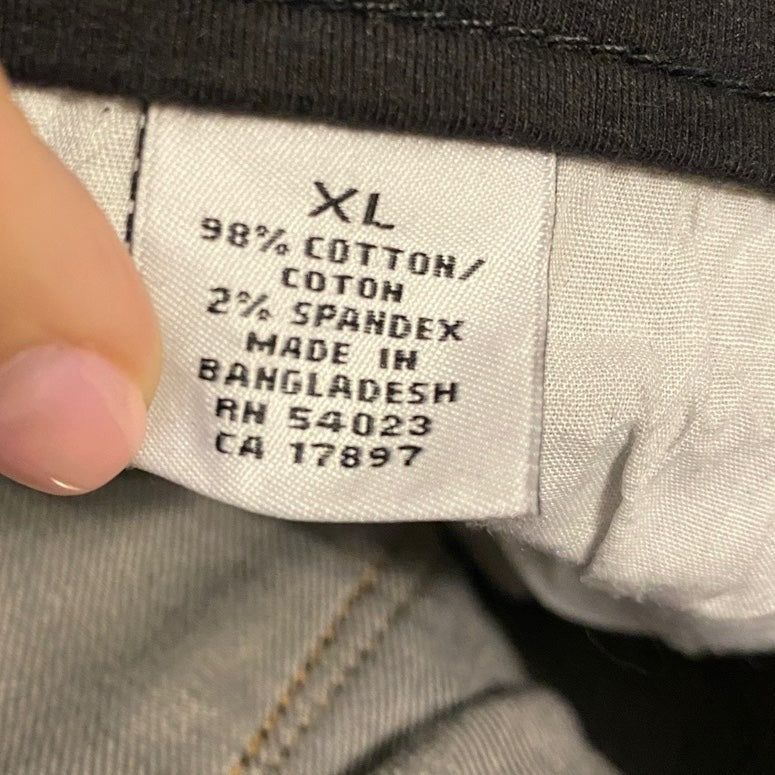 XL
98% COTTON/
COTON
2% SPANDEX
MADE IN
BANGLADESH
RN 54023
CA 17897